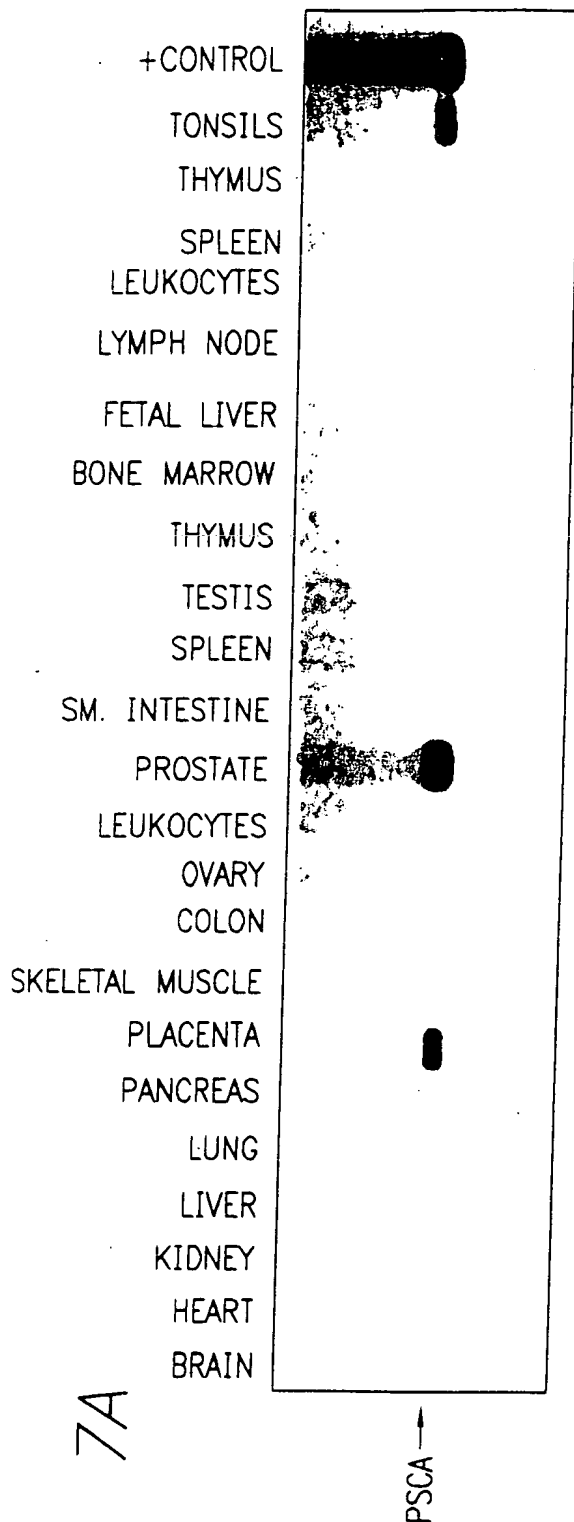 +CONTROL
TONSILS
THYMUS
SPLEEN
LEUKOCYTES
LYMPH NODE
FETAL LIVER
BONE MARROW
THYMUS
TESTIS
SPLEEN
SM. INTESTINE
PROSTATE
LEUKOCYTES
OVARY
COLON
SKELETAL MUSCLE
PLACENTA
PANCREAS
LUNG
LIVER
KIDNEY
HEART
BRAIN
7A
PSCA →